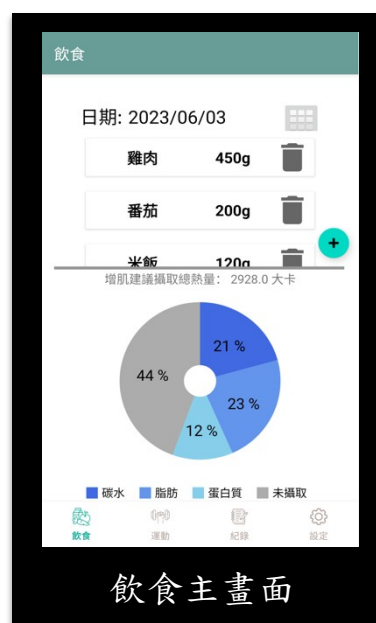 飲食
日期: 2023/06/03
雞肉 450g
番茄 200g
米飯 120g
+
增肌建議攝取總熱量： 2928.0 大卡
21 %
44 %
23 %
12 %
碳水 脂肪 蛋白質 未攝取
飲食 運動 紀錄 設定
飲食主畫面